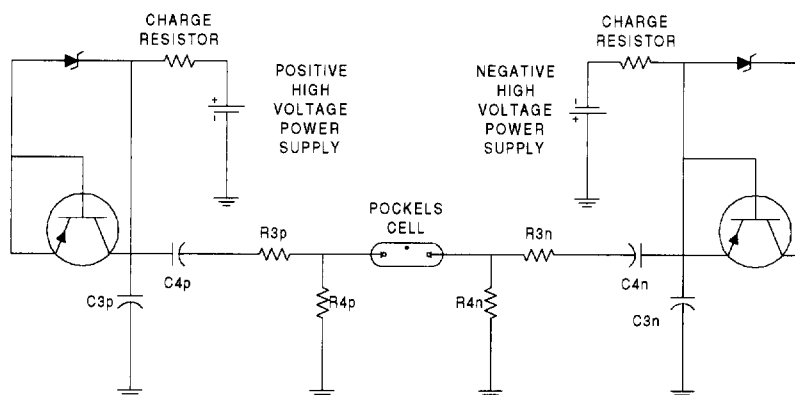 CHARGE
RESISTOR
CHARGE
RESISTOR
POSITIVE
HIGH
VOLTAGE
POWER
SUPPLY
NEGATIVE
HIGH
VOLTAGE
POWER
SUPPLY
+
-
-
+
POCKELS
CELL
R3p
R3n
C4p
C4n
C3p
R4p
R4n
C3n